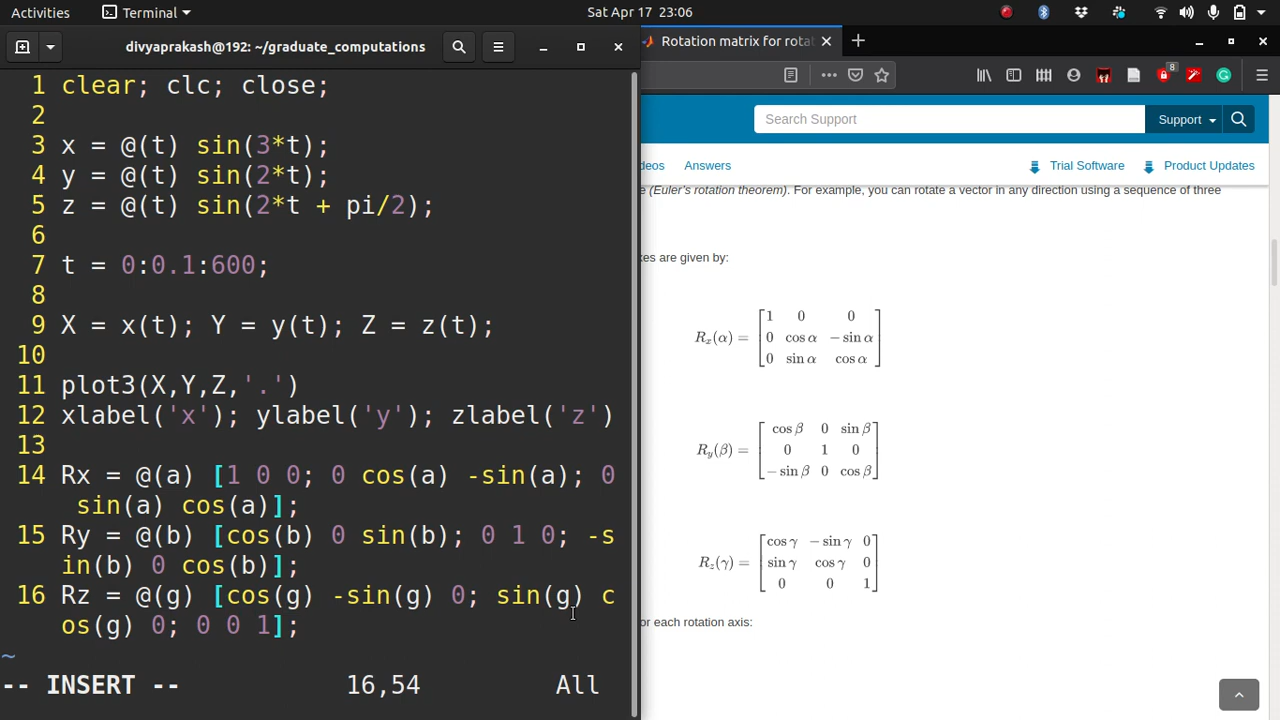 Activities Terminal Sat Apr 17 23:06
divyaprakash@192: ~/graduate_computations
1 clear; clc; close;
2
3 x = @(t) sin(3*t);
4 y = @(t) sin(2*t);
5 z = @(t) sin(2*t + pi/2);
6
7 t = 0:0.1:600;
8
9 X = x(t); Y = y(t); Z = z(t);
10
11 plot3(X,Y,Z,'.')
12 xlabel('x'); ylabel('y'); zlabel('z')
13
14 Rx = @(a) [1 0 0; 0 cos(a) -sin(a); 0
 sin(a) cos(a)];
15 Ry = @(b) [cos(b) 0 sin(b); 0 1 0; -s
in(b) 0 cos(b)];
16 Rz = @(g) [cos(g) -sin(g) 0; sin(g) c
os(g) 0; 0 0 1];
~
-- INSERT -- 16,54 All
Rotation matrix for rota
8
Search Support
Support
deos Answers Trial Software Product Updates
e (Euler's rotation theorem). For example, you can rotate a vector in any direction using a sequence of three
xes are given by:
Rx(α) = [1 0 0
0 cos α − sin α
0 sin α cos α]
Ry(β) = [cos β 0 sin β
0 1 0
− sin β 0 cos β]
Rz(γ) = [cos γ − sin γ 0
sin γ cos γ 0
0 0 1]
or each rotation axis: